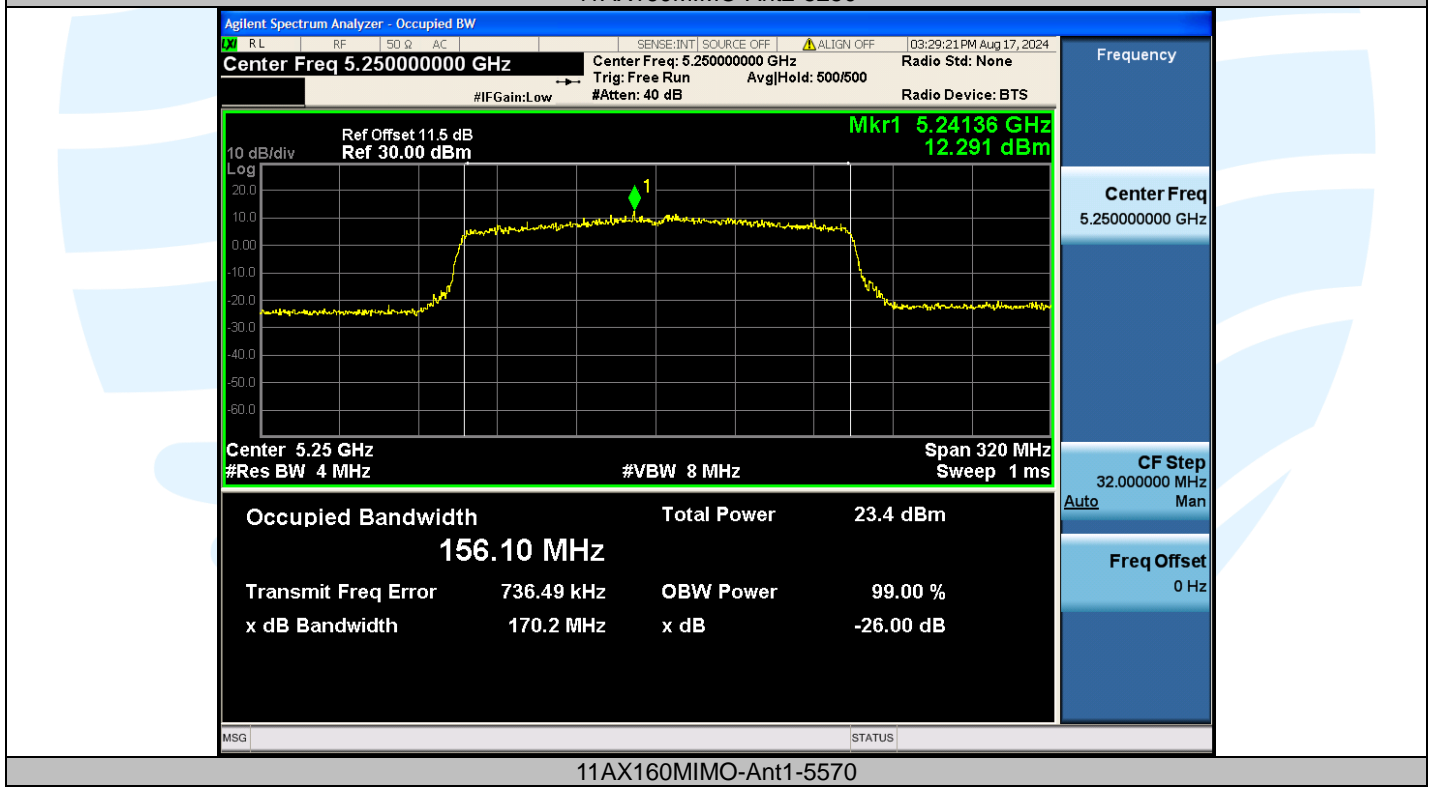 Agilent Spectrum Analyzer - Occupied BW
LXI RL RF 50 Ω AC SENSE:INT SOURCE OFF ALIGN OFF 03:29:21 PM Aug 17, 2024
Center Freq 5.250000000 GHz
Center Freq: 5.250000000 GHz Radio Std: None
Trig: Free Run Avg|Hold: 500/500
#IFGain:Low #Atten: 40 dB Radio Device: BTS
Mkr1 5.24136 GHz
12.291 dBm
Ref Offset 11.5 dB
10 dB/div Ref 30.00 dBm
Log
20.0
10.0
0.00
-10.0
-20.0
-30.0
-40.0
-50.0
-60.0
1
Center 5.25 GHz Span 320 MHz
#Res BW 4 MHz #VBW 8 MHz Sweep 1 ms
Occupied Bandwidth Total Power 23.4 dBm
156.10 MHz
Transmit Freq Error 736.49 kHz OBW Power 99.00 %
x dB Bandwidth 170.2 MHz x dB -26.00 dB
MSG STATUS
Frequency
Center Freq
5.250000000 GHz
CF Step
32.000000 MHz
Auto Man
Freq Offset
0 Hz
11AX160MIMO-Ant1-5570